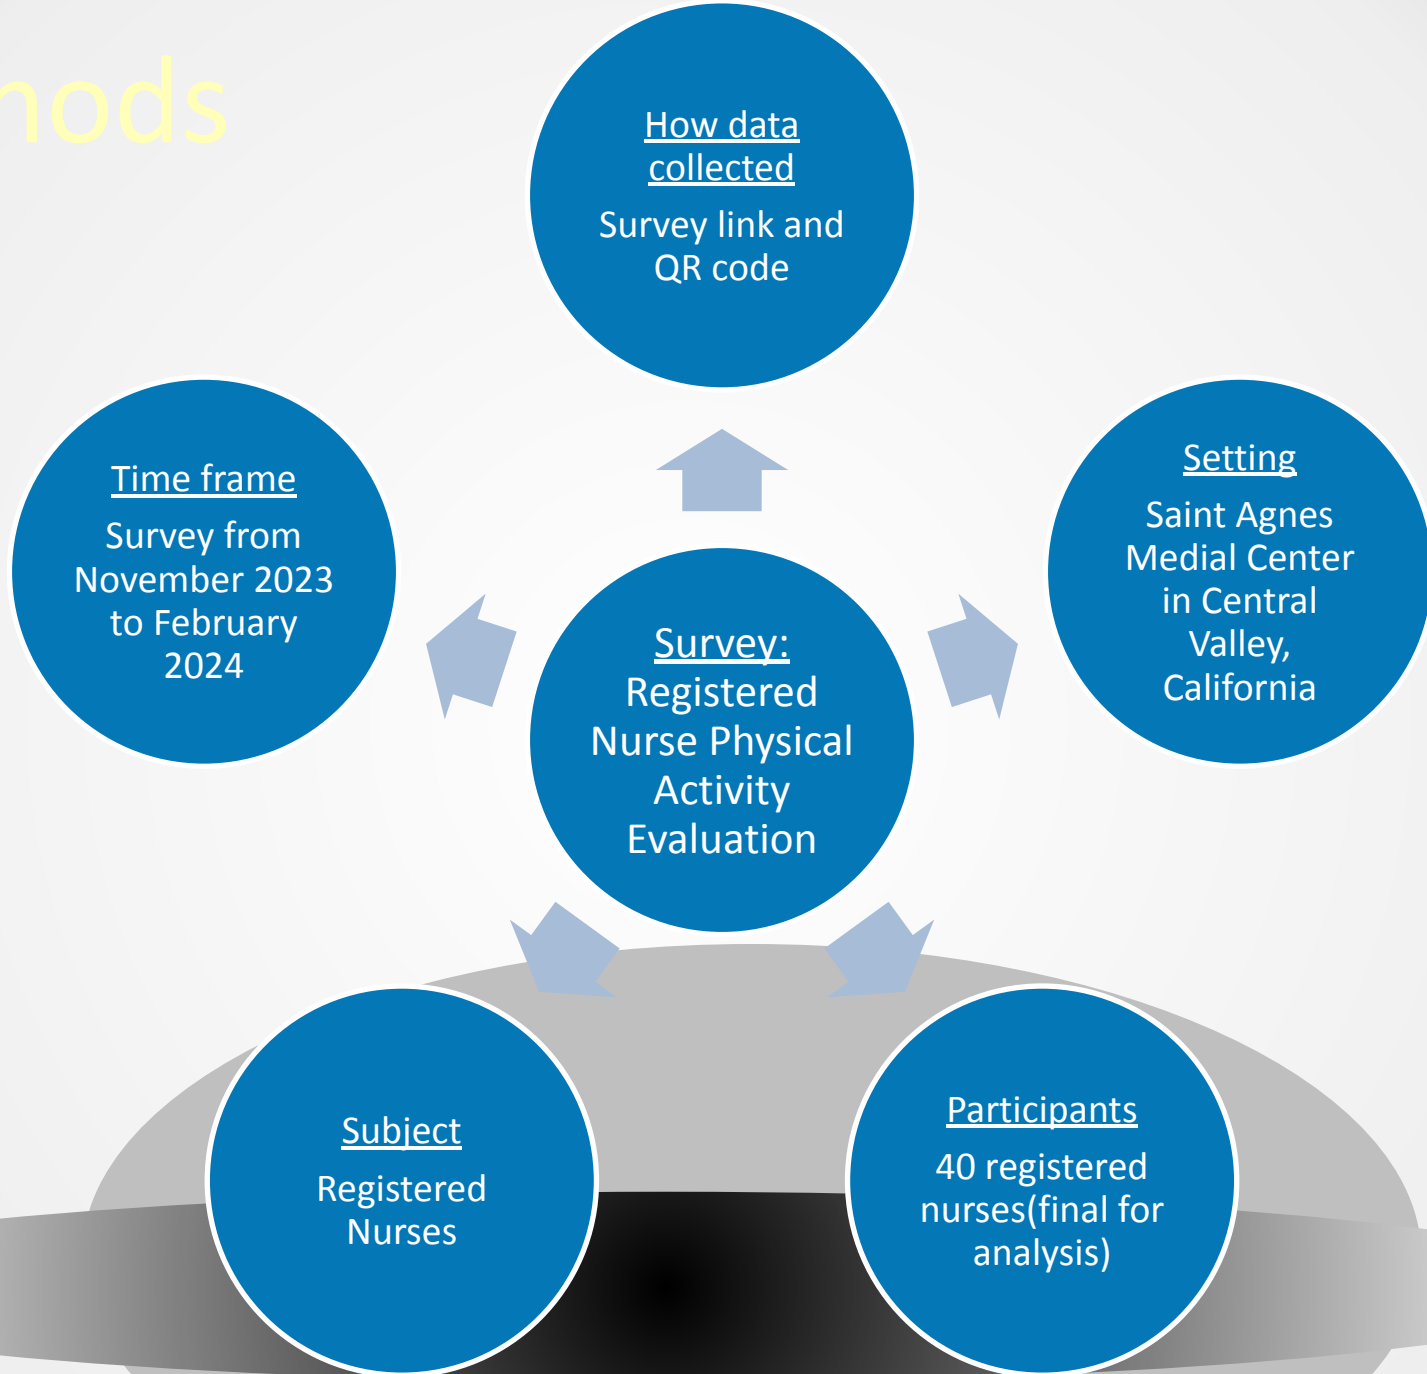 hods
How data
collected
Survey link and
QR code
Time frame
Survey from
November 2023
to February
2024
Setting
Saint Agnes
Medial Center
in Central
Valley,
California
Survey:
Registered
Nurse Physical
Activity
Evaluation
Subject
Registered
Nurses
Participants
40 registered
nurses(final for
analysis)